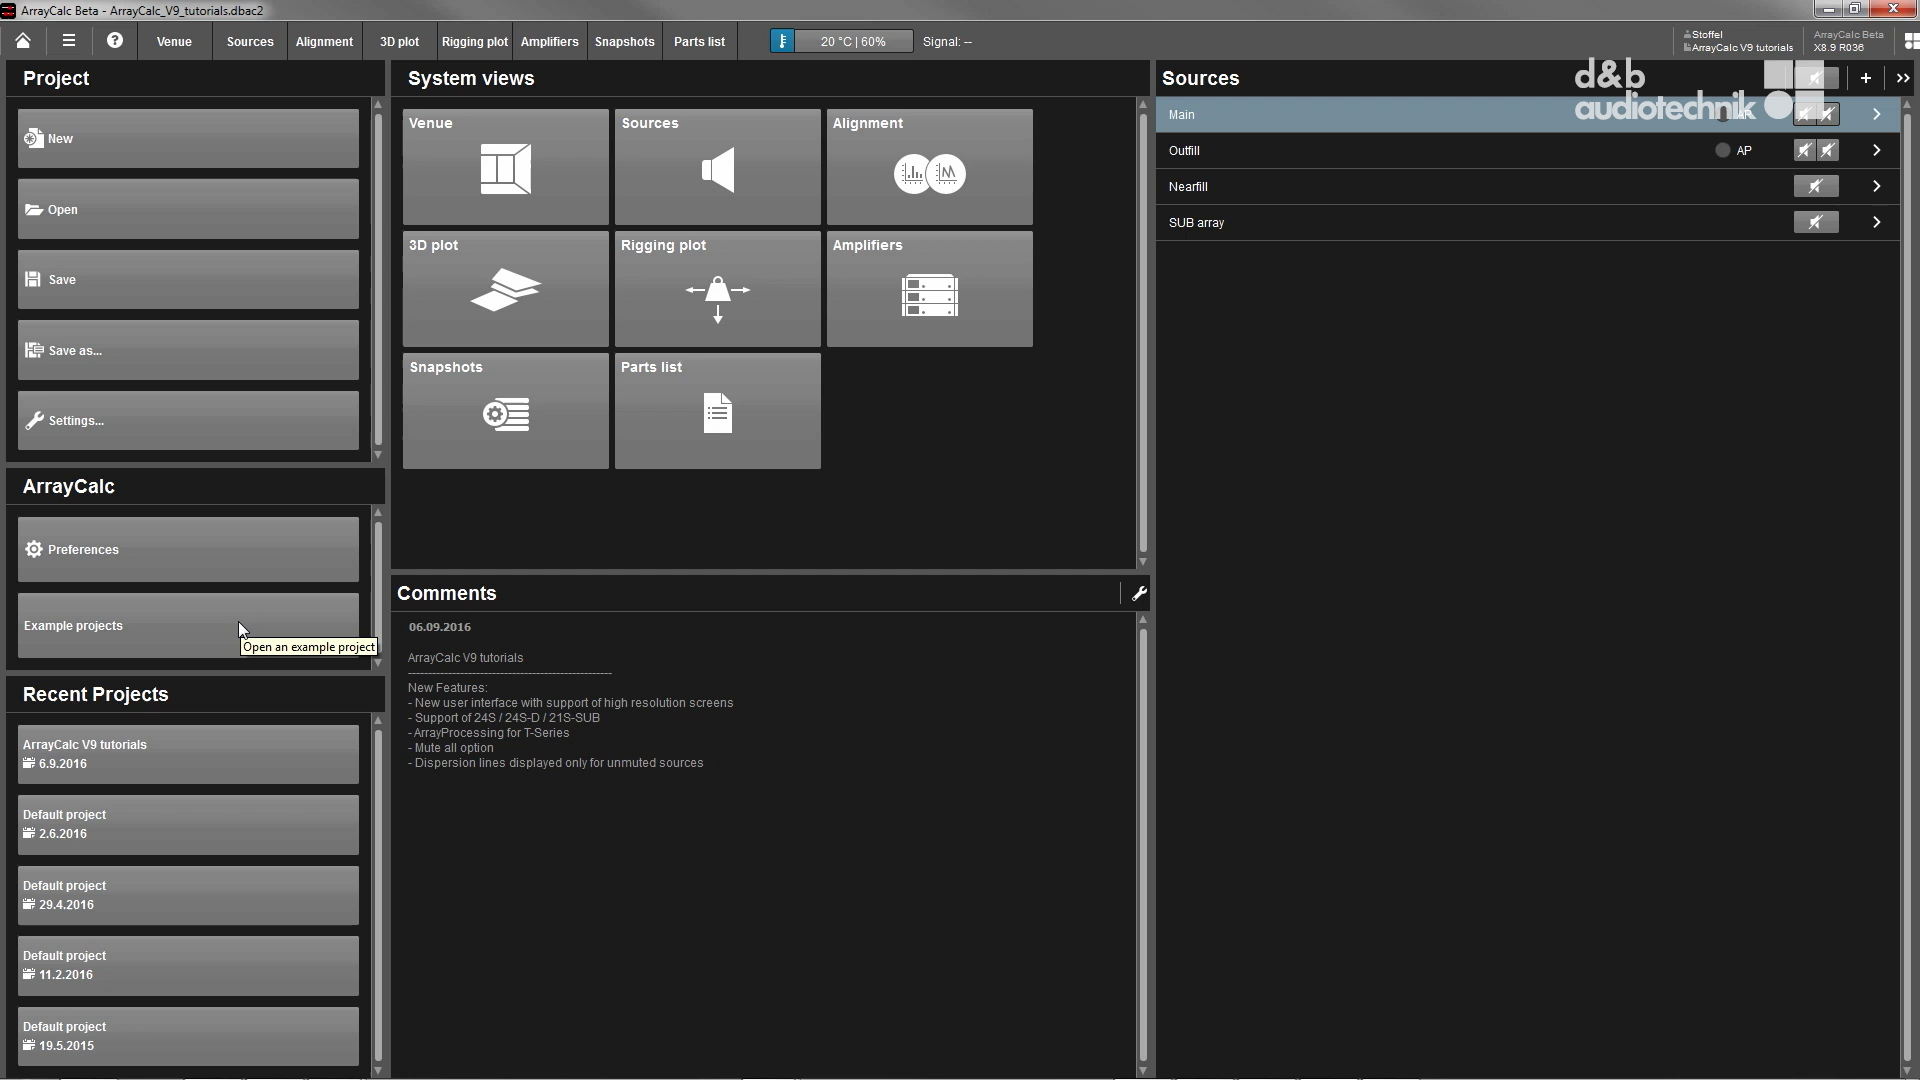 ArrayCalc Beta - ArrayCalc_V9_tutorials.dbac2
Venue
Sources
Alignment
3D plot
Rigging plot
Amplifiers
Snapshots
Parts list
20 °C | 60%
Signal: --
Stoffel
ArrayCalc V9 tutorials
ArrayCalc Beta
X8.9 R036
Project
New
Open
Save
Save as...
Settings...
ArrayCalc
Preferences
Example projects
Open an example project
Recent Projects
ArrayCalc V9 tutorials
6.9.2016
Default project
2.6.2016
Default project
29.4.2016
Default project
11.2.2016
Default project
19.5.2015
System views
Venue
Sources
Alignment
3D plot
Rigging plot
Amplifiers
Snapshots
Parts list
Comments
06.09.2016
ArrayCalc V9 tutorials
----------------------------------------------------
New Features:
- New user interface with support of high resolution screens
- Support of 24S / 24S-D / 21S-SUB
- ArrayProcessing for T-Series
- Mute all option
- Dispersion lines displayed only for unmuted sources
Sources
d&b
audiotechnik
Main
Outfill
AP
Nearfill
SUB array